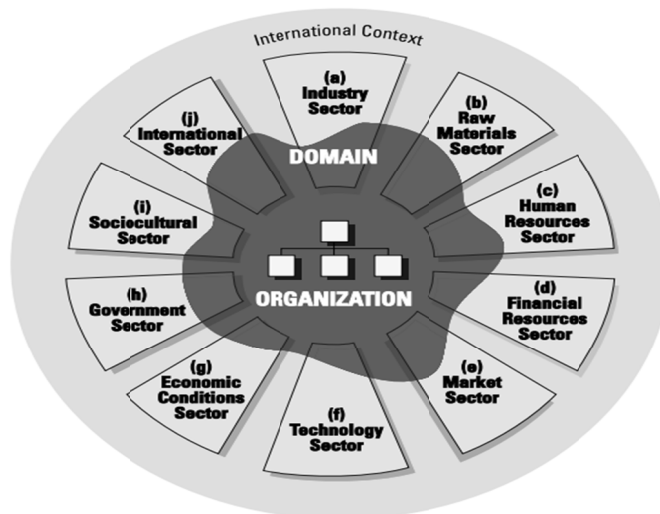 International Context
(a)
Industry
Sector
(b)
Raw
Materials
Sector
(c)
Human
Resources
Sector
(d)
Financial
Resources
Sector
(e)
Market
Sector
(f)
Technology
Sector
(g)
Economic
Conditions
Sector
(h)
Government
Sector
(i)
Sociocultural
Sector
(j)
International
Sector
DOMAIN
ORGANIZATION